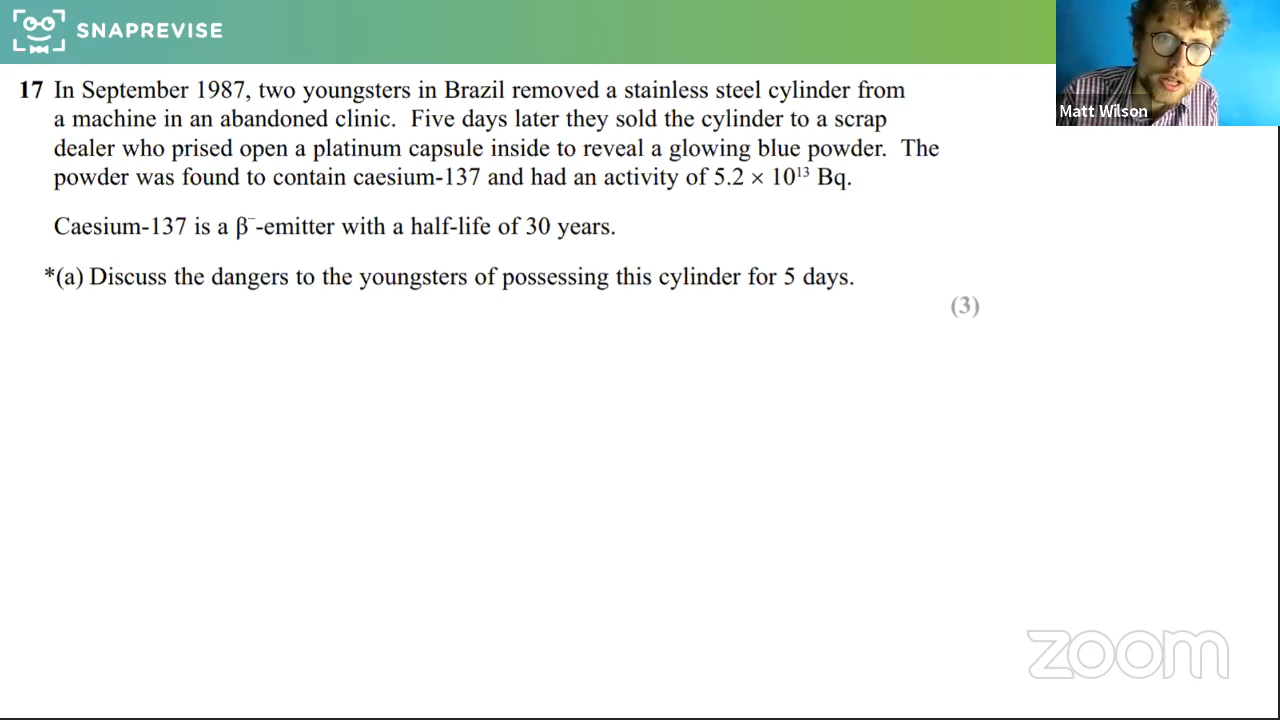 SNAPREVISE
17 In September 1987, two youngsters in Brazil removed a stainless steel cylinder from
a machine in an abandoned clinic. Five days later they sold the cylinder to a scrap
dealer who prised open a platinum capsule inside to reveal a glowing blue powder. The
powder was found to contain caesium-137 and had an activity of 5.2 × 10¹³ Bq.
Caesium-137 is a β⁻-emitter with a half-life of 30 years.
*(a) Discuss the dangers to the youngsters of possessing this cylinder for 5 days.
(3)
Matt Wilson
zoom